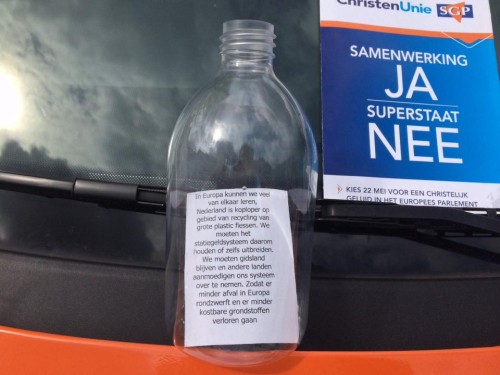 ChristenUnie SGP
SAMENWERKING
JA
SUPERSTAAT
NEE
KIES 22 MEI VOOR EEN CHRISTELIJK
GELUID IN HET EUROPEES PARLEMENT
In Europa kunnen we veel
van elkaar leren,
Nederland is koploper op
gebied van recycling van
grote plastic flessen. We
moeten het
statiegeldsysteem daarom
houden of zelfs uitbreiden.
We moeten gidsland
blijven en andere landen
aanmoedigen ons systeem
over te nemen. Zodat er
minder afval in Europa
rondzwerft en er minder
kostbare grondstoffen
verloren gaan